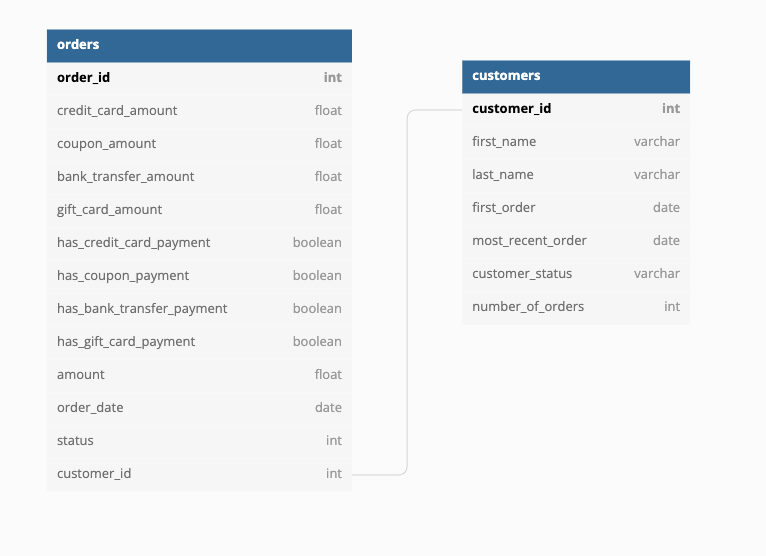 orders
order_id int
credit_card_amount float
coupon_amount float
bank_transfer_amount float
gift_card_amount float
has_credit_card_payment boolean
has_coupon_payment boolean
has_bank_transfer_payment boolean
has_gift_card_payment boolean
amount float
order_date date
status int
customer_id int
customers
customer_id int
first_name varchar
last_name varchar
first_order date
most_recent_order date
customer_status varchar
number_of_orders int